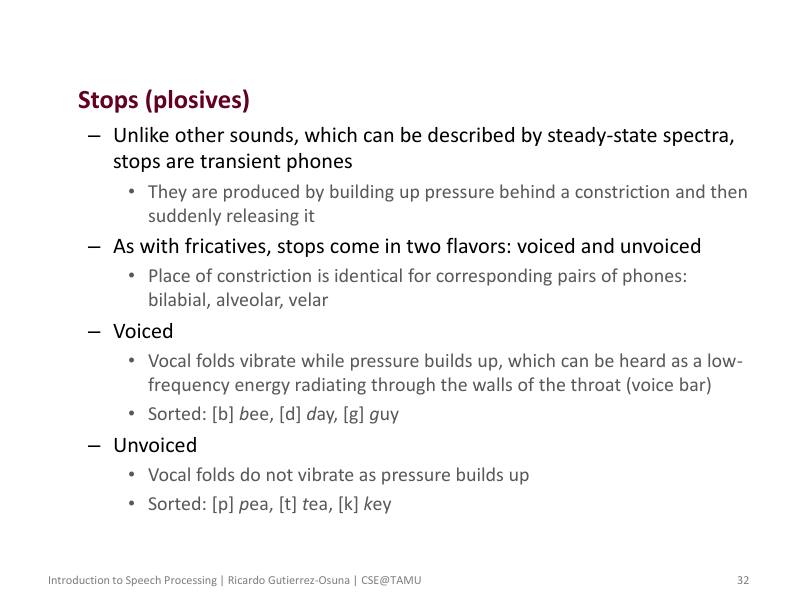 Stops (plosives)
– Unlike other sounds, which can be described by steady-state spectra,
stops are transient phones
• They are produced by building up pressure behind a constriction and then
suddenly releasing it
– As with fricatives, stops come in two flavors: voiced and unvoiced
• Place of constriction is identical for corresponding pairs of phones:
bilabial, alveolar, velar
– Voiced
• Vocal folds vibrate while pressure builds up, which can be heard as a low-
frequency energy radiating through the walls of the throat (voice bar)
• Sorted: [b] bee, [d] day, [g] guy
– Unvoiced
• Vocal folds do not vibrate as pressure builds up
• Sorted: [p] pea, [t] tea, [k] key
Introduction to Speech Processing | Ricardo Gutierrez-Osuna | CSE@TAMU 32